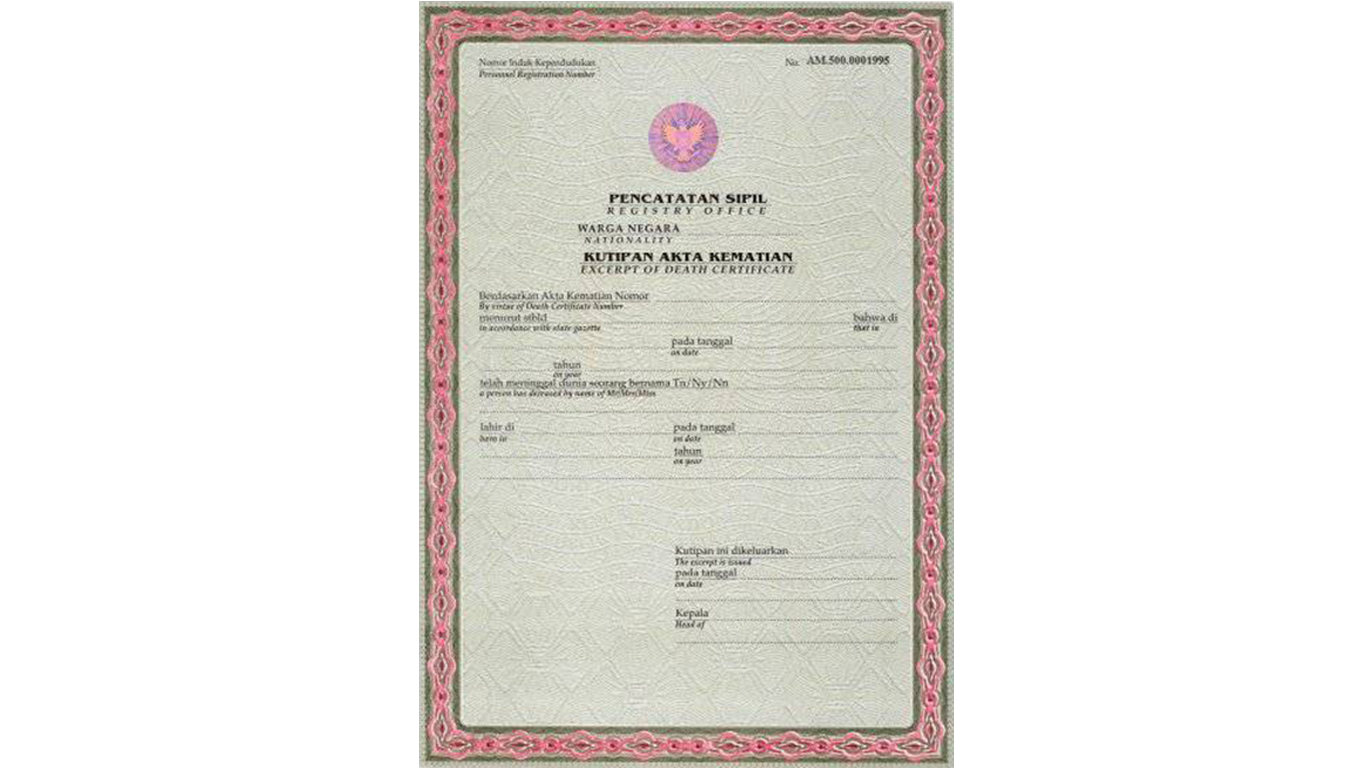 Nomor Induk Kependudukan No. AM.500.0001995
Personal Registration Number
PENCATATAN SIPIL
REGISTRY OFFICE
WARGA NEGARA
NATIONALITY
KUTIPAN AKTA KEMATIAN
EXCERPT OF DEATH CERTIFICATE
Berdasarkan Akta Kematian Nomor
By virtue of Death Certificate Number
menurut stbld bahwa di
in accordance with state gazette that in
pada tanggal
on date
tahun
on year
telah meninggal dunia seorang bernama Tn/Ny/Nn
a person has deceased by name of Mr/Mrs/Miss
lahir di pada tanggal
born in on date
tahun
on year
Kutipan ini dikeluarkan
The excerpt is issued
pada tanggal
on date
Kepala
Head of